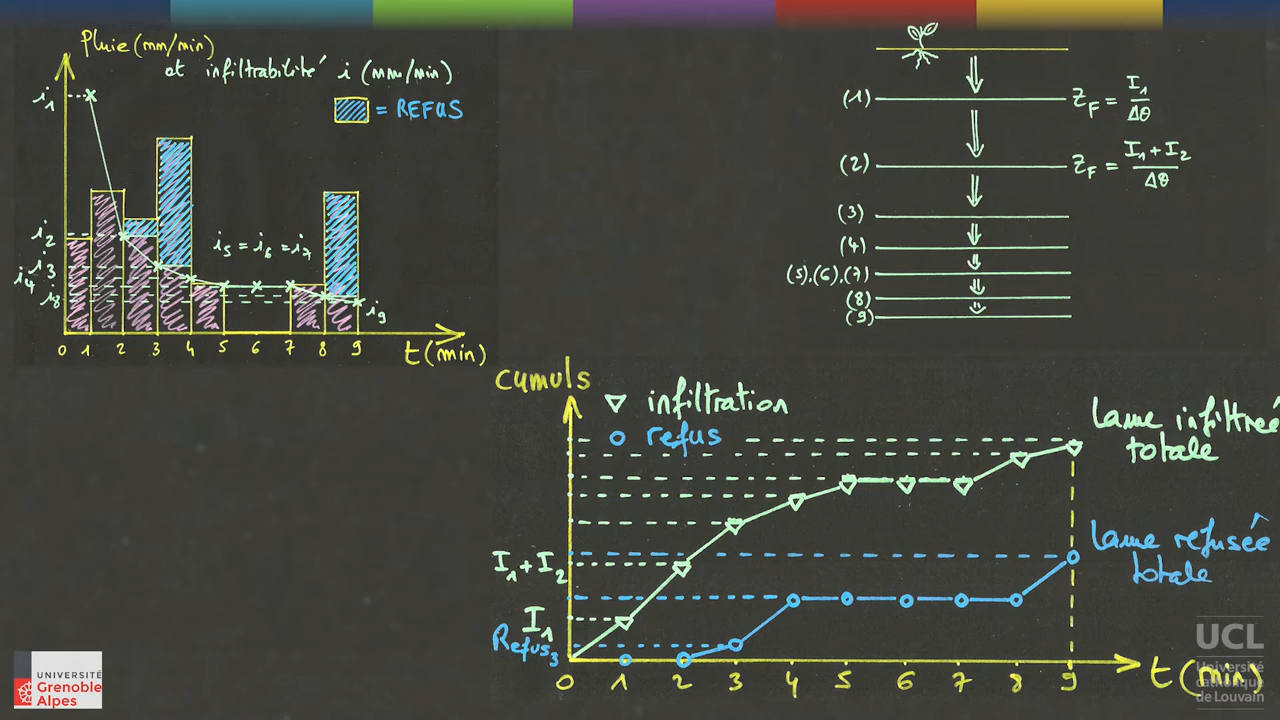 Pluie (mm/min)
et infiltrabilité i (mm/min)
= REFUS
i₁
i₂
i₃
i₄
i₈
i₅ = i₆ = i₇
i₉
0 1 2 3 4 5 6 7 8 9
t (min)
(1) Z_F = I₁/Δθ
(2) Z_F = (I₁ + I₂)/Δθ
(3)
(4)
(5),(6),(7)
(8)
(9)
cumuls
▽ infiltration
○ refus
lame infiltrée
totale
I₁ + I₂
lame refusée
totale
I₁
Refus₃
0 1 2 3 4 5 6 7 8 9
t (min)
UNIVERSITÉ
Grenoble
Alpes
UCL
Université
catholique
de Louvain